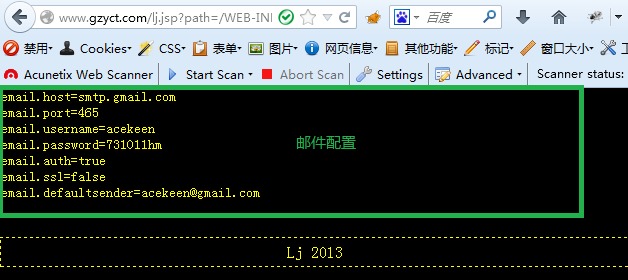 www.gzyct.com/lj.jsp?path=/WEB-INI
百度
禁用 Cookies CSS 表单 图片 网页信息 其他功能 标记 窗口大小
Acunetix Web Scanner Start Scan Abort Scan Settings Advanced Scanner status:
email.host=smtp.gmail.com
email.port=465
email.username=acekeen
email.password=731011hm
邮件配置
email.auth=true
email.ssl=false
email.defaultsender=acekeen@gmail.com
Lj 2013